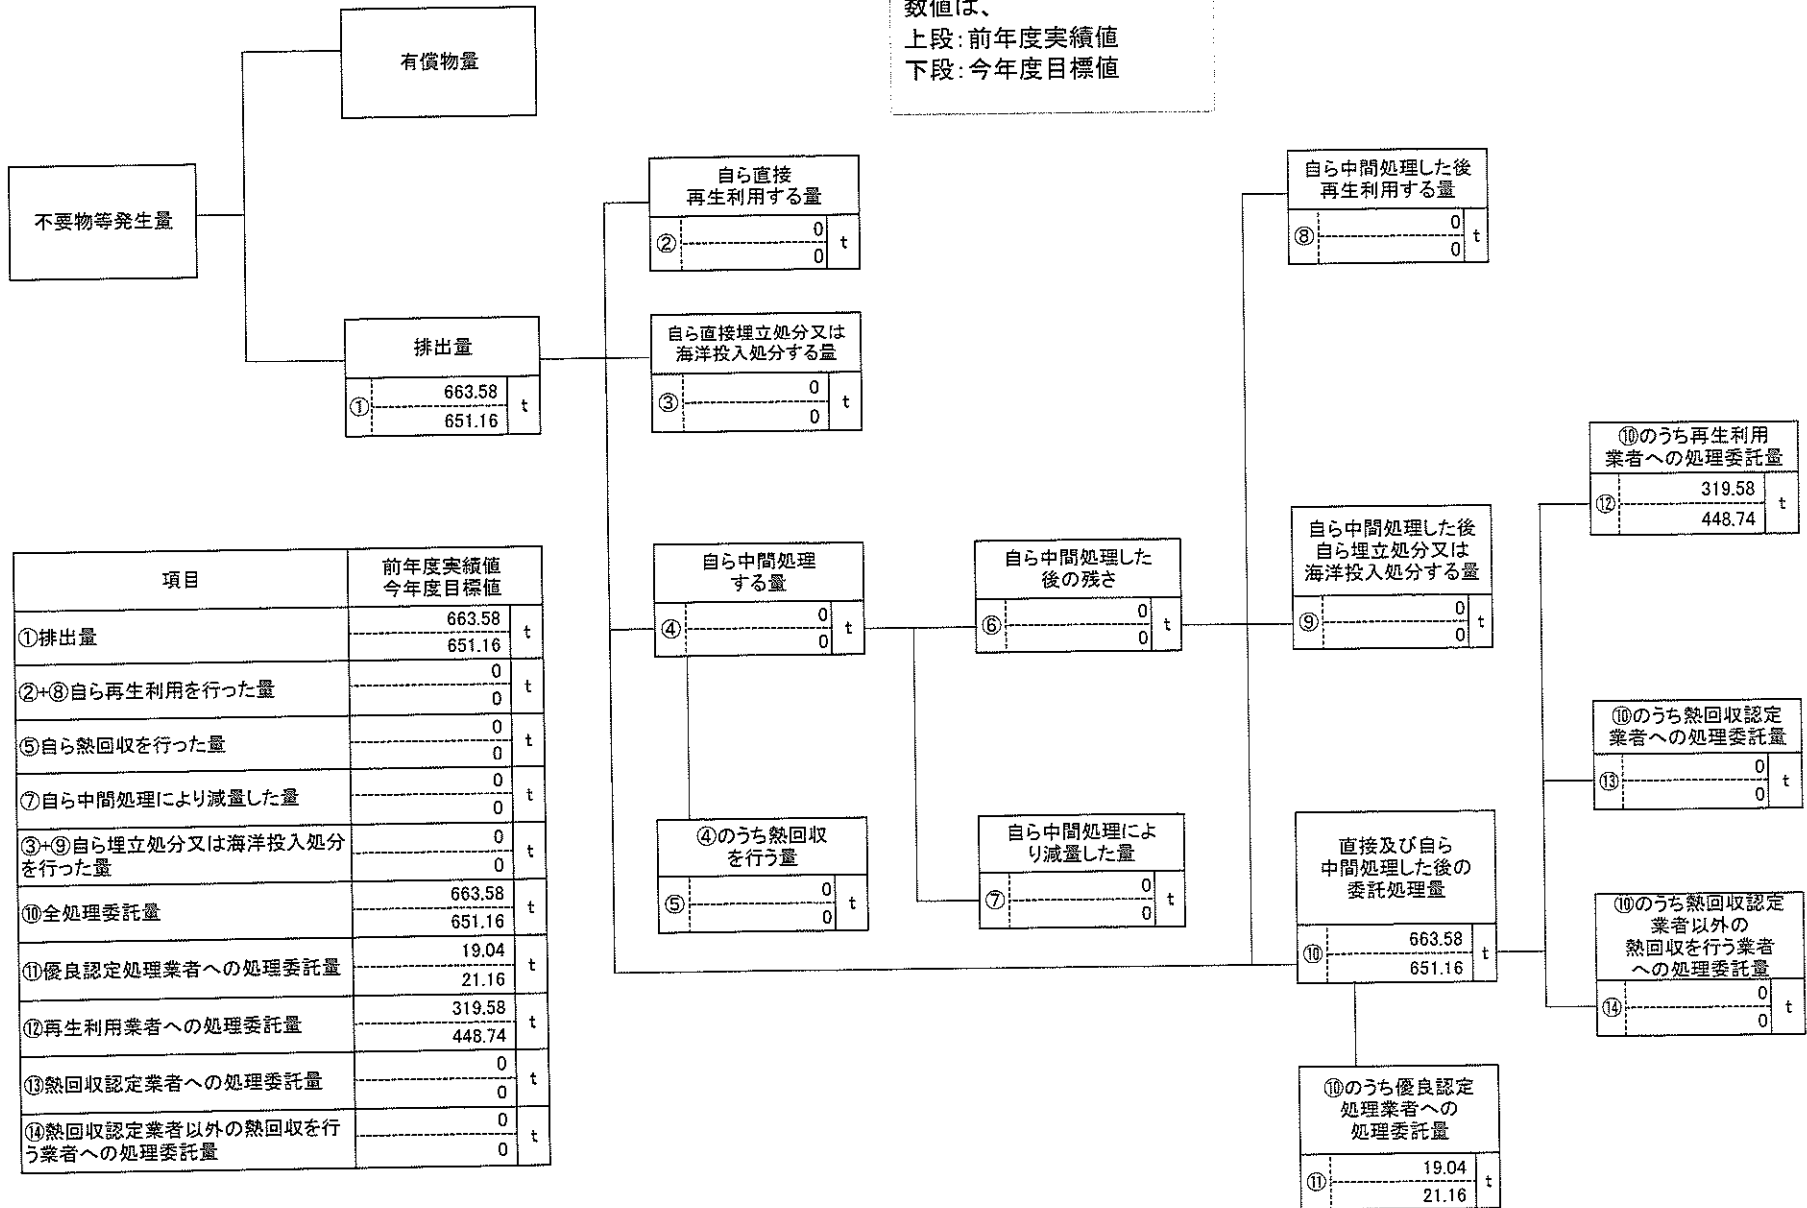 数値は、
上段:前年度実績値
下段:今年度目標値
有償物量
不要物等発生量
排出量
① 663.58 t
651.16
自ら直接
再生利用する量
② 0 t
0
自ら直接埋立処分又は
海洋投入処分する量
③ 0 t
0
自ら中間処理
する量
④ 0 t
0
④のうち熱回収
を行う量
⑤ 0 t
0
自ら中間処理した
後の残さ
⑥ 0 t
0
自ら中間処理によ
り減量した量
⑦ 0 t
0
自ら中間処理した後
再生利用する量
⑧ 0 t
0
自ら中間処理した後
自ら埋立処分又は
海洋投入処分する量
⑨ 0 t
0
直接及び自ら
中間処理した後の
委託処理量
⑩ 663.58 t
651.16
⑩のうち優良認定
処理業者への
処理委託量
⑪ 19.04 t
21.16
⑩のうち再生利用
業者への処理委託量
⑫ 319.58 t
448.74
⑩のうち熱回収認定
業者への処理委託量
⑬ 0 t
0
⑩のうち熱回収認定
業者以外の
熱回収を行う業者
への処理委託量
⑭ 0 t
0
項目 前年度実績値
今年度目標値
①排出量 663.58 t
651.16
②+⑧自ら再生利用を行った量 0 t
0
⑤自ら熱回収を行った量 0 t
0
⑦自ら中間処理により減量した量 0 t
0
③+⑨自ら埋立処分又は海洋投入処分 0 t
を行った量 0
⑩全処理委託量 663.58 t
651.16
⑪優良認定処理業者への処理委託量 19.04 t
21.16
⑫再生利用業者への処理委託量 319.58 t
448.74
⑬熱回収認定業者への処理委託量 0 t
0
⑭熱回収認定業者以外の熱回収を行 0 t
う業者への処理委託量 0